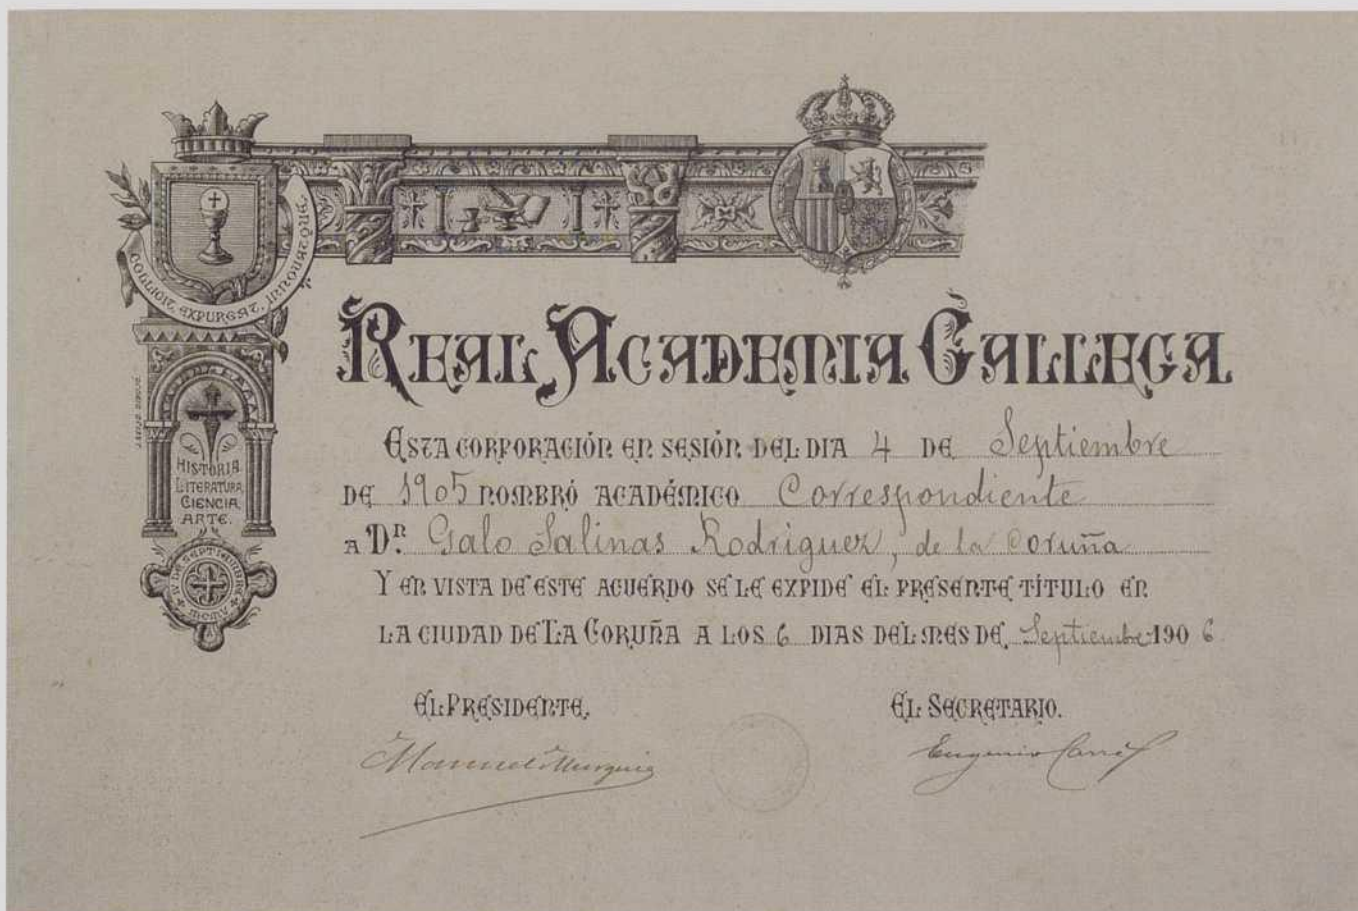 COLLIGIT, EXPURGAT, INNOVATQUE
REAL ACADEMIA GALLEGA
ESTA CORPORACIÓN EN SESIÓN DEL DIA 4 DE Septiembre
DE 1905 NOMBRÓ ACADÉMICO Correspondiente
A Dn. Galo Salinas Rodriguez, de la Coruña
Y EN VISTA DE ESTE ACUERDO SE LE EXPIDE EL PRESENTE TÍTULO EN
LA CIUDAD DE LA CORUÑA A LOS 6 DIAS DEL MES DE Septiembre 1906
HISTORIA
LITERATURA
CIENCIA
ARTE.
EL PRESIDENTE,
EL SECRETARIO.
Manuel Murguia
Eugenio Carré